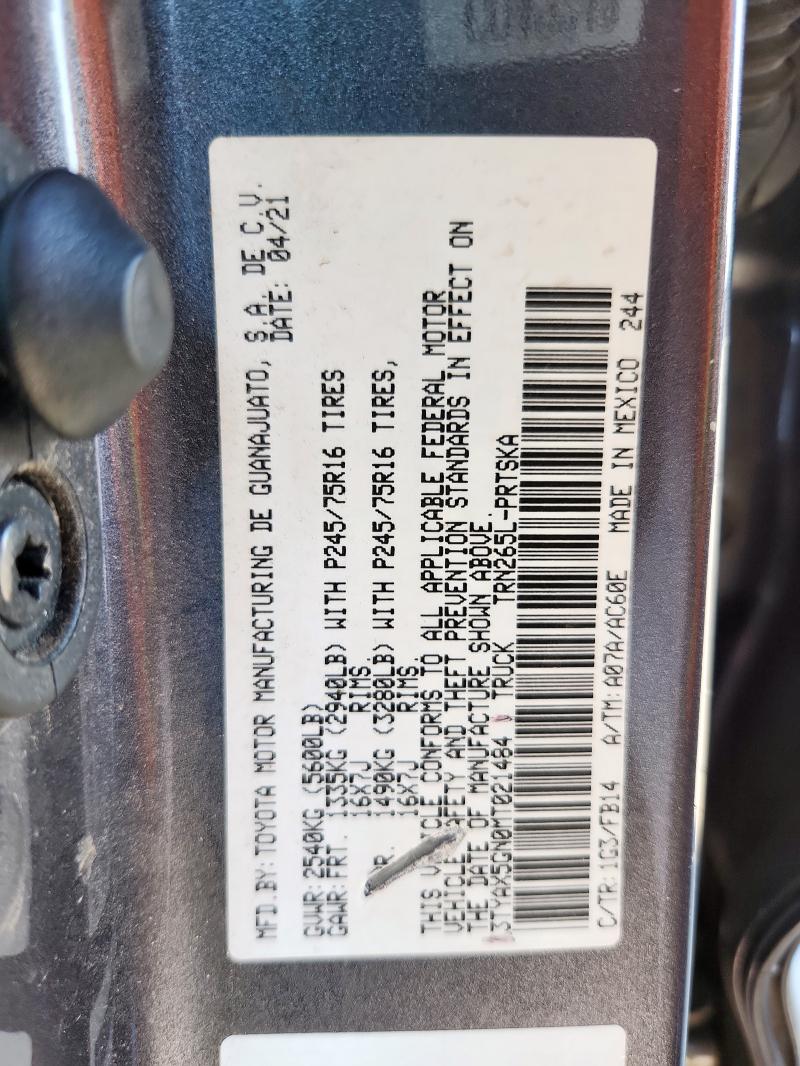 MFD.BY: TOYOTA MOTOR MANUFACTURING DE GUANAJUATO, S.A. DE C.V.
DATE: 04/21
GVWR: 2540KG (5600LB)
GAWR: FRT. 1335KG (2940LB) WITH P245/75R16 TIRES
16X7J RIMS.
R. 1490KG (3280LB) WITH P245/75R16 TIRES,
16X7J RIMS.
THIS VEHICLE CONFORMS TO ALL APPLICABLE FEDERAL MOTOR
VEHICLE SAFETY AND THEFT PREVENTION STANDARDS IN EFFECT ON
THE DATE OF MANUFACTURE SHOWN ABOVE.
3TYAX5GN0MT021484 TRUCK TRN265L-PRTSKA
C/TR: 1G3/FB14 A/TM: A07A/AC60E MADE IN MEXICO 244